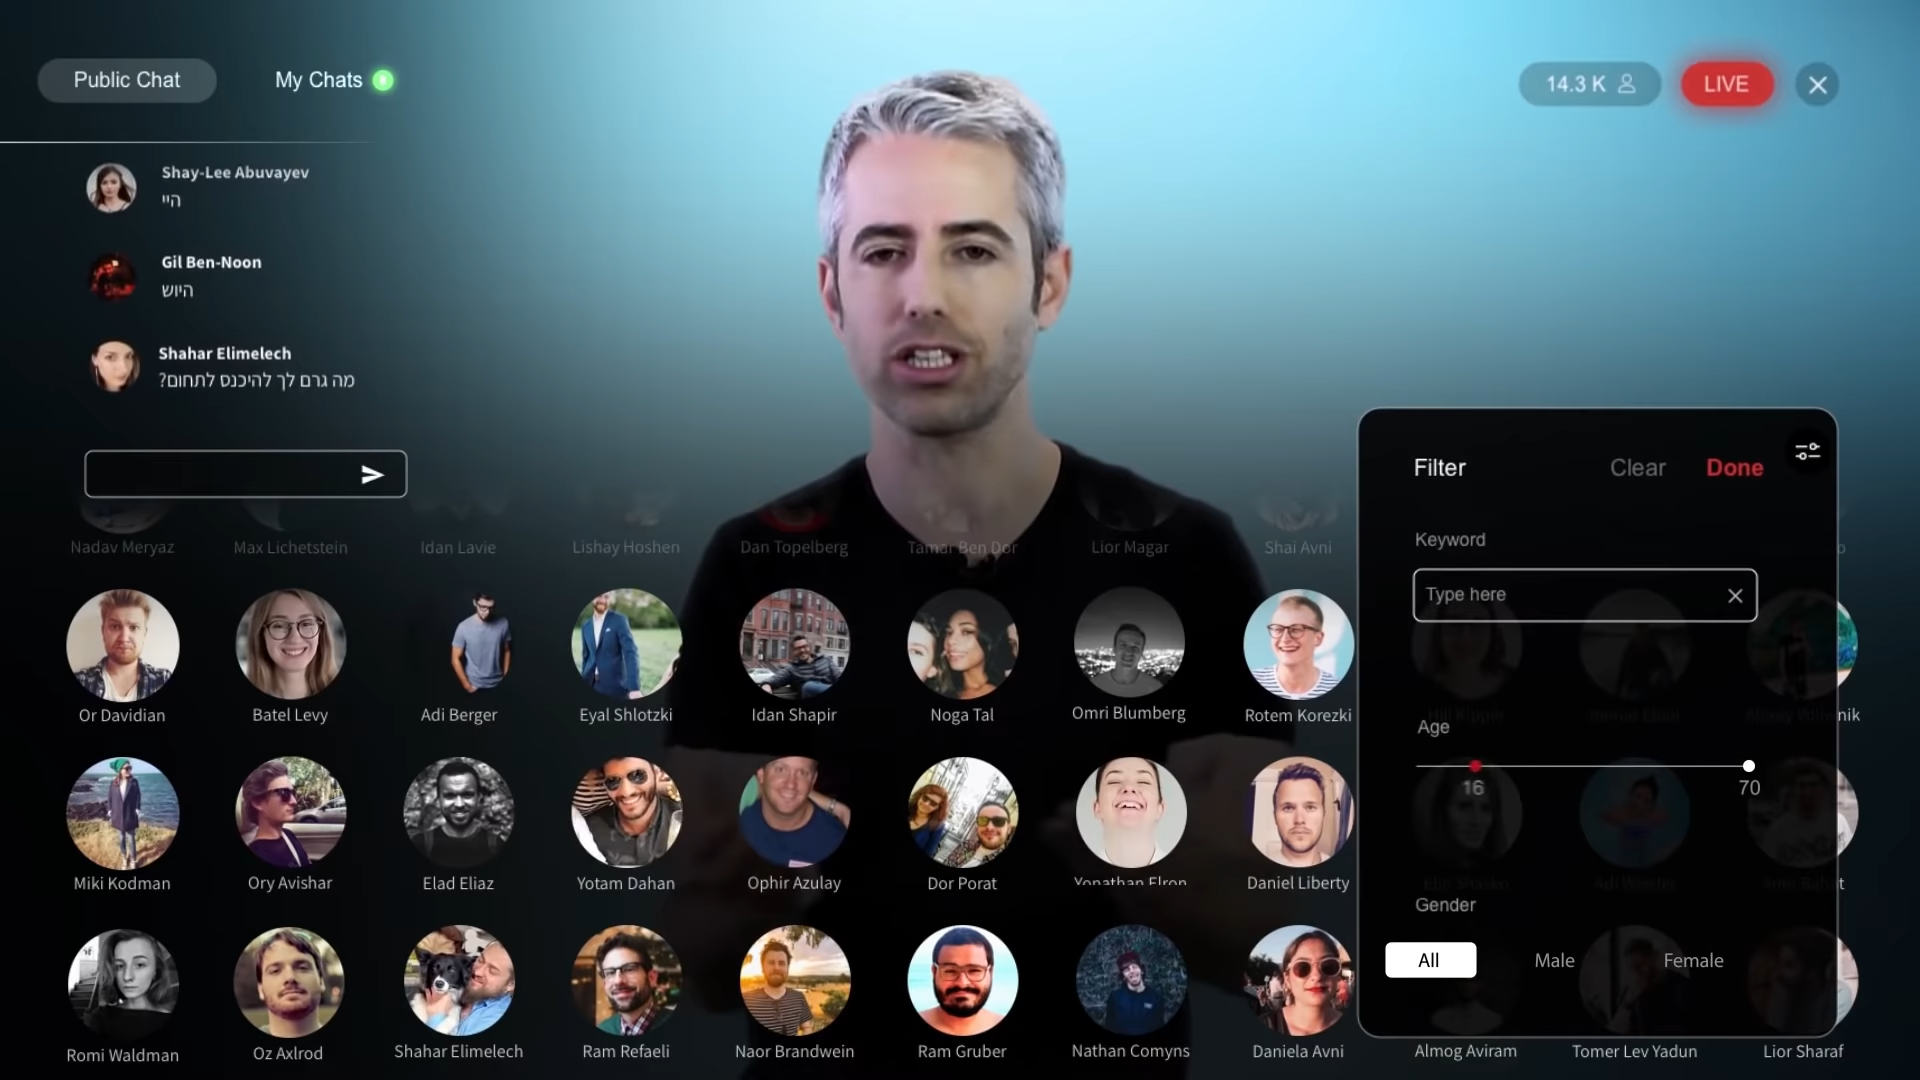 Public Chat
My Chats
14.3 K
LIVE
Shay-Lee Abuvayev
היי
Gil Ben-Noon
היוש
Shahar Elimelech
מה גרם לך להיכנס לתחום?
Filter
Clear
Done
Nadav Meryaz
Max Lichetstein
Idan Lavie
Lishay Hoshen
Dan Topelberg
Tamar Ben Dor
Lior Magar
Shai Avni
Keyword
Type here
Or Davidian
Batel Levy
Adi Berger
Eyal Shlotzki
Idan Shapir
Noga Tal
Omri Blumberg
Rotem Korezki
Age
16
70
Miki Kodman
Ory Avishar
Elad Eliaz
Yotam Dahan
Ophir Azulay
Dor Porat
Yonathan Elron
Daniel Liberty
Gender
All
Male
Female
Romi Waldman
Oz Axlrod
Shahar Elimelech
Ram Refaeli
Naor Brandwein
Ram Gruber
Nathan Comyns
Daniela Avni
Almog Aviram
Tomer Lev Yadun
Lior Sharaf